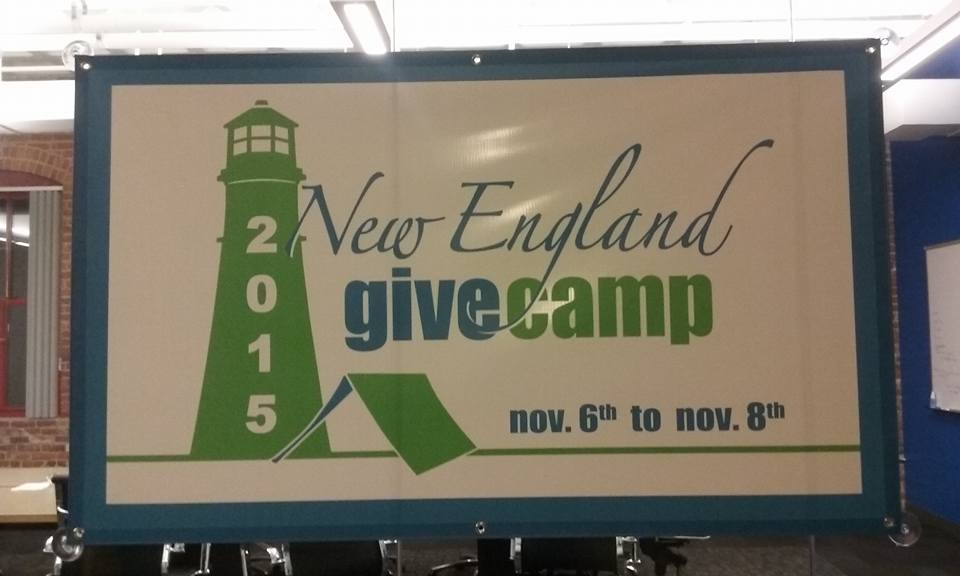 2015
New England
givecamp
nov. 6th to nov. 8th